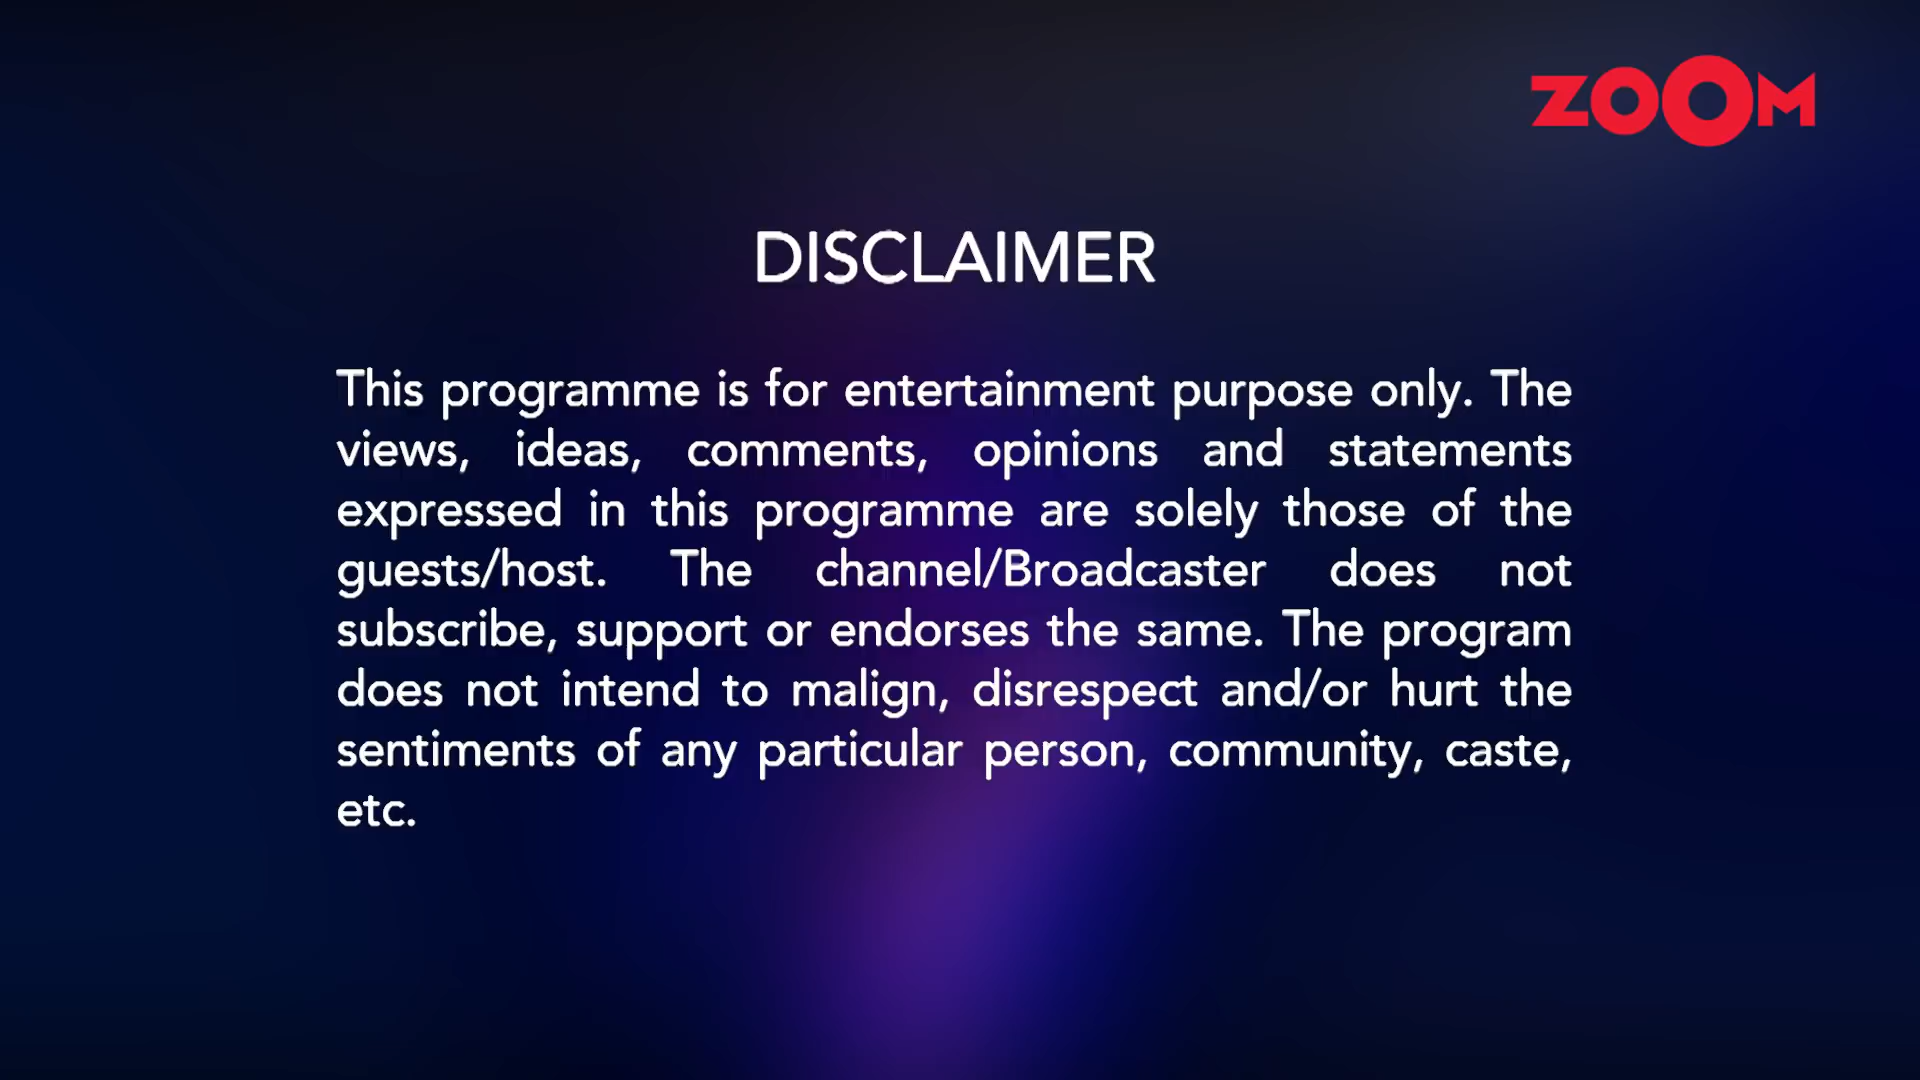 ZOOM
DISCLAIMER
This programme is for entertainment purpose only. The
views, ideas, comments, opinions and statements
expressed in this programme are solely those of the
guests/host. The channel/Broadcaster does not
subscribe, support or endorses the same. The program
does not intend to malign, disrespect and/or hurt the
sentiments of any particular person, community, caste,
etc.